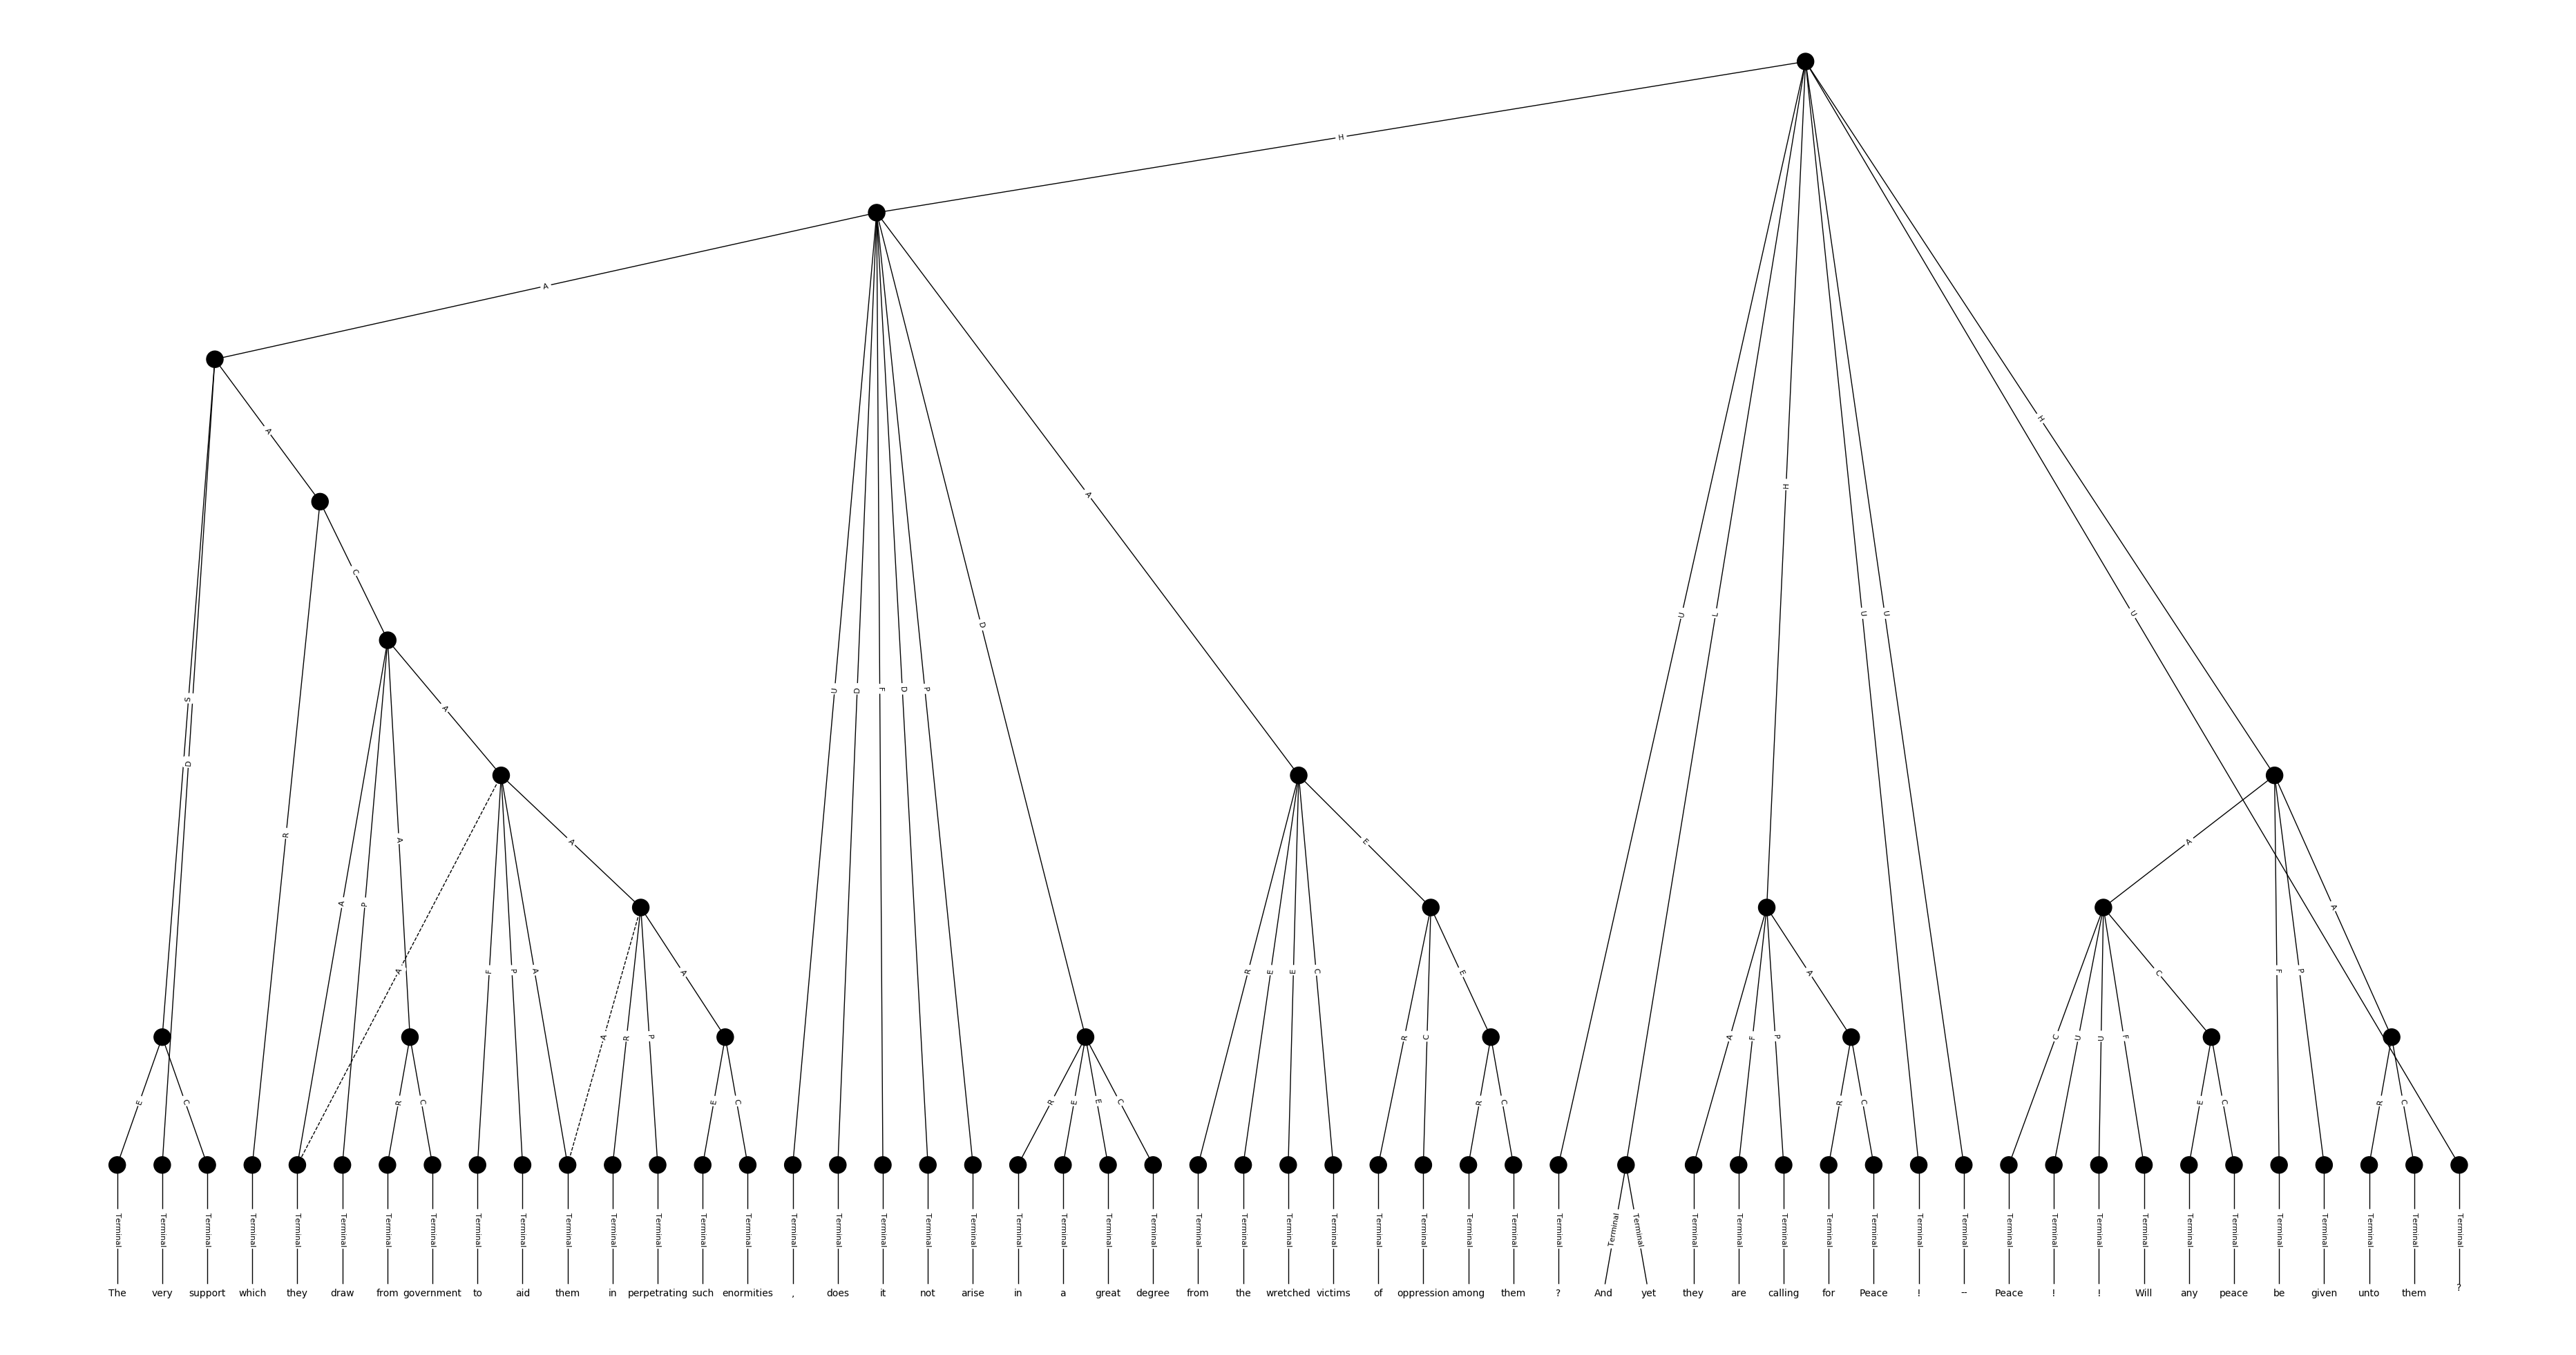 H
A
A
H
C
A
H
A
S
D
U
D
F
D
P
D
U
L
U
U
U
R
A
A
E
A
A
P
A
F
P
A
R
E
E
C
E
F
P
A
A
R
P
A
R
C
A
F
P
A
C
U
U
F
C
E
C
R
C
E
C
R
E
E
C
R
C
R
C
E
C
R
C
Terminal Terminal Terminal Terminal Terminal Terminal Terminal Terminal Terminal Terminal Terminal Terminal Terminal Terminal Terminal Terminal Terminal Terminal Terminal Terminal Terminal Terminal Terminal Terminal Terminal Terminal Terminal Terminal Terminal Terminal Terminal Terminal Terminal Terminal Terminal Terminal Terminal Terminal Terminal Terminal Terminal Terminal Terminal Terminal Terminal Terminal Terminal Terminal Terminal Terminal Terminal Terminal Terminal
The very support which they draw from government to aid them in perpetrating such enormities , does it not arise in a great degree from the wretched victims of oppression among them ? And yet they are calling for Peace ! -- Peace ! ! Will any peace be given unto them ?